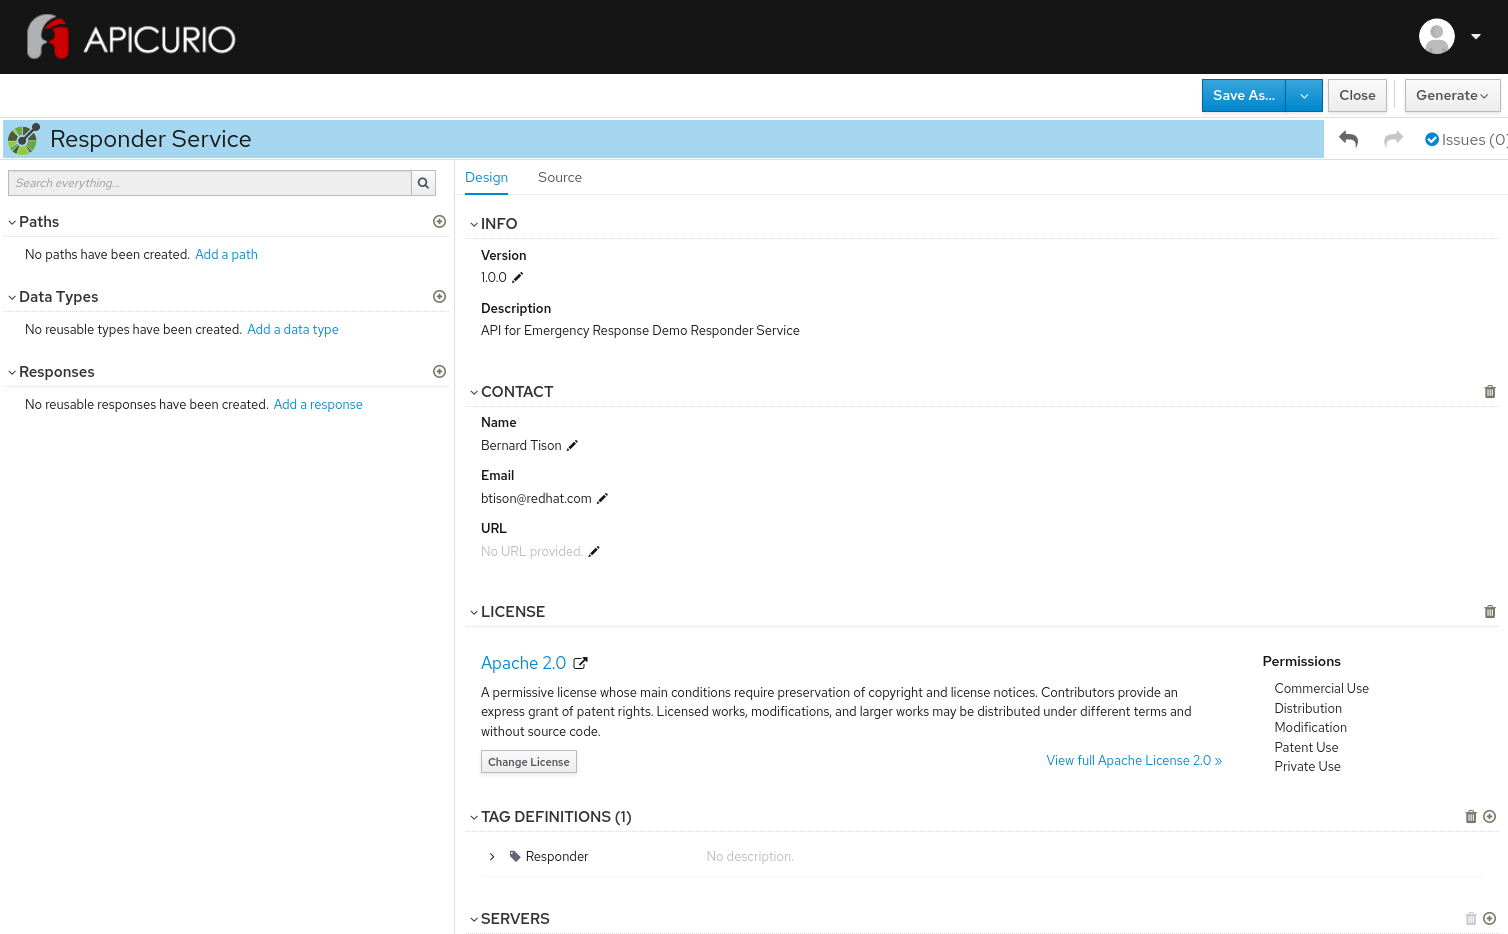 APICURIO
Save As...
Close
Generate
Responder Service
Issues (0)
Search everything...
Design
Source
Paths
No paths have been created. Add a path
Data Types
No reusable types have been created. Add a data type
Responses
No reusable responses have been created. Add a response
INFO
Version
1.0.0
Description
API for Emergency Response Demo Responder Service
CONTACT
Name
Bernard Tison
Email
btison@redhat.com
URL
No URL provided.
LICENSE
Apache 2.0
A permissive license whose main conditions require preservation of copyright and license notices. Contributors provide an
express grant of patent rights. Licensed works, modifications, and larger works may be distributed under different terms and
without source code.
Change License
View full Apache License 2.0 »
Permissions
Commercial Use
Distribution
Modification
Patent Use
Private Use
TAG DEFINITIONS (1)
Responder
No description.
SERVERS